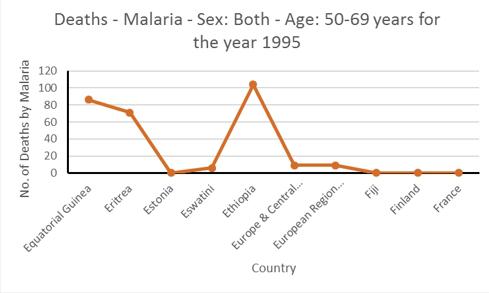 Deaths - Malaria - Sex: Both - Age: 50-69 years for
the year 1995
No. of Deaths by Malaria
120
100
80
60
40
20
0
Equatorial Guinea
Eritrea
Estonia
Eswatini
Ethiopia
Europe & Central...
European Region...
Fiji
Finland
France
Country